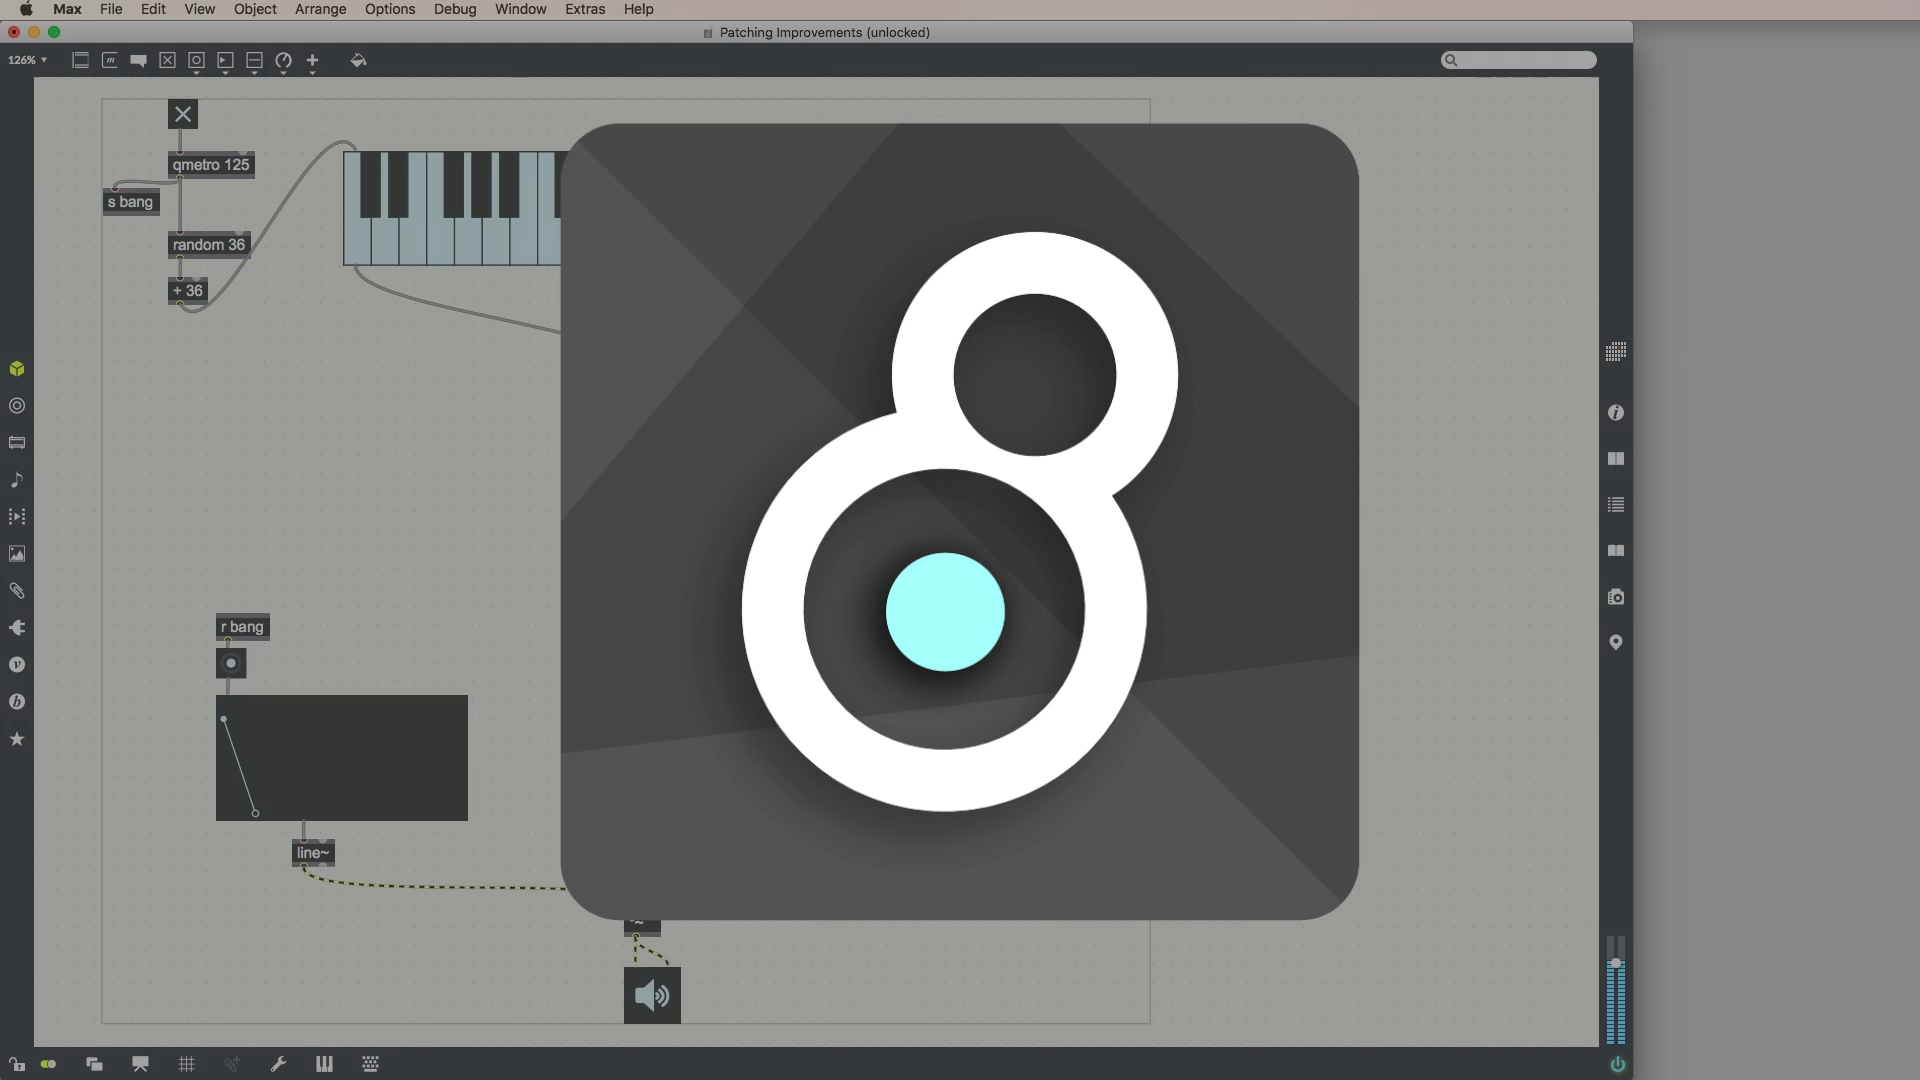 Max File Edit View Object Arrange Options Debug Window Extras Help
Patching Improvements (unlocked)
126%
qmetro 125
s bang
random 36
+ 36
r bang
line~
8